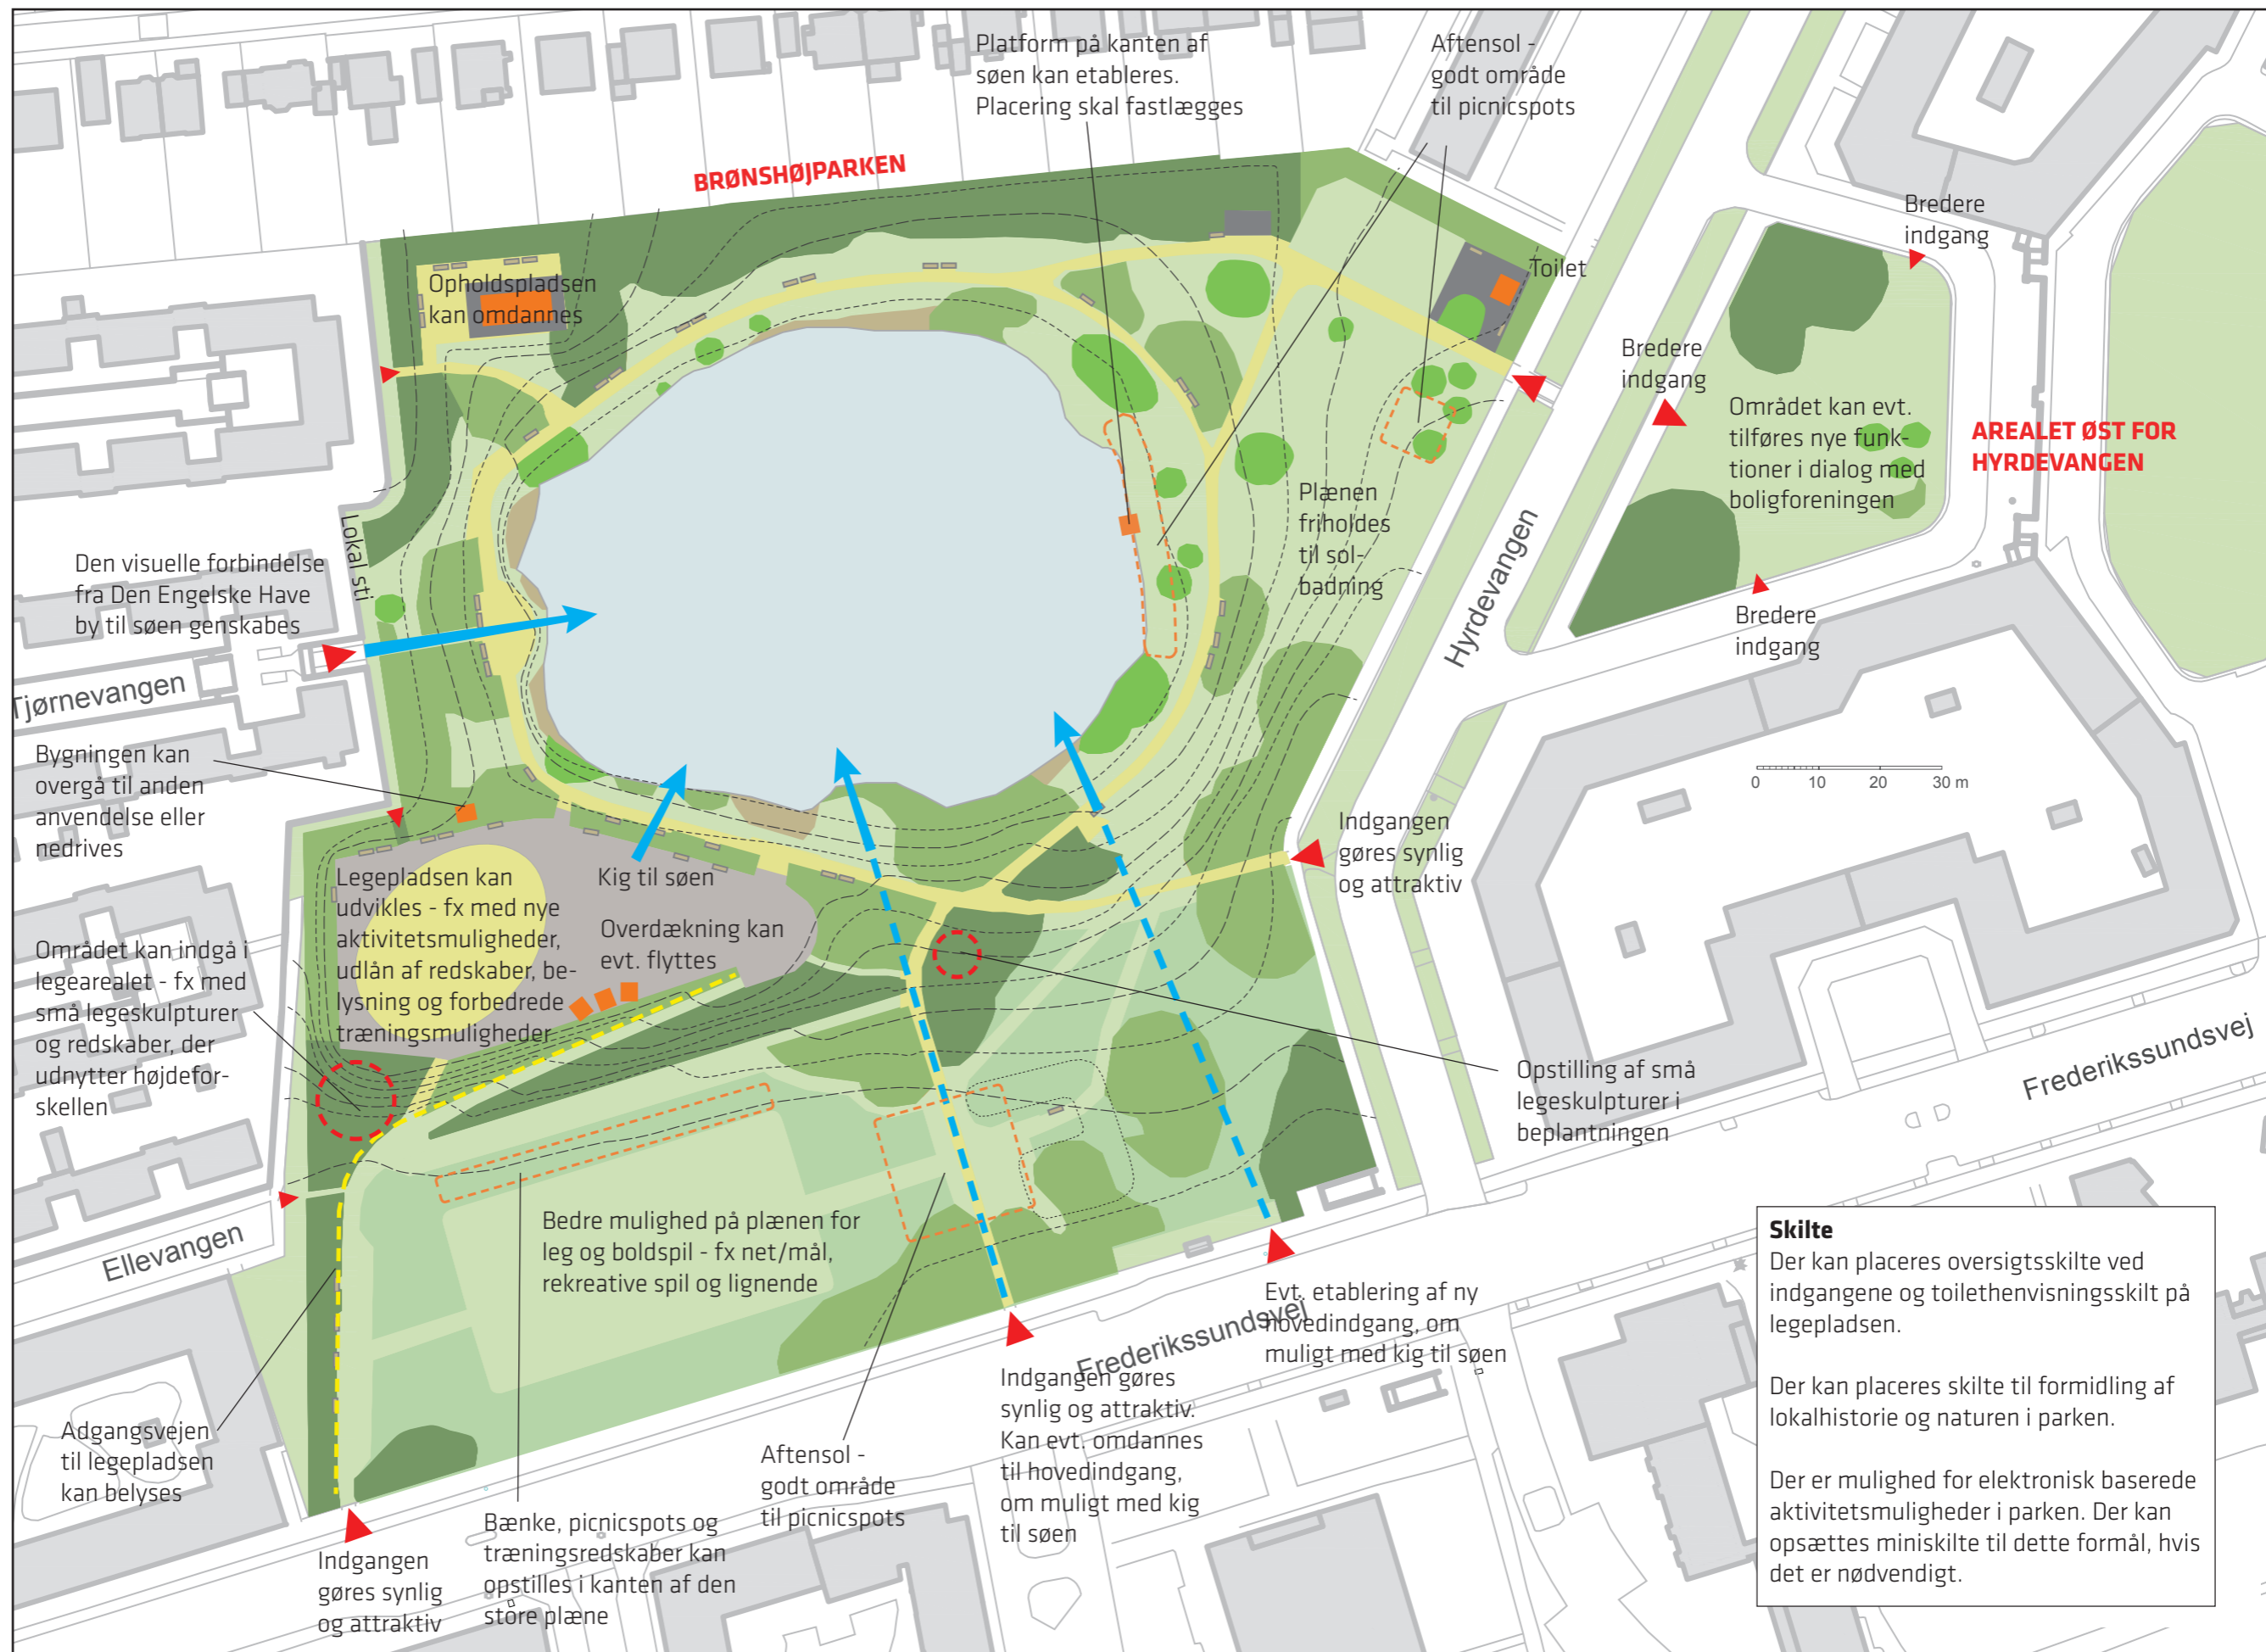 Platform på kanten af
søen kan etableres.
Placering skal fastlægges
Aftensol -
godt område
til picnicspots
BRØNSHØJPARKEN
Bredere
indgang
Opholdspladsen
kan omdannes
Toilet
Bredere
indgang
Området kan evt.
tilføres nye funk-
tioner i dialog med
boligforeningen
AREALET ØST FOR
HYRDEVANGEN
Plænen
friholdes
til sol-
badning
Lokal sti
Hyrdevangen
Den visuelle forbindelse
fra Den Engelske Have
by til søen genskabes
Bredere
indgang
Tjørnevangen
Bygningen kan
overgå til anden
anvendelse eller
nedrives
0 10 20 30 m
Indgangen
gøres synlig
og attraktiv
Legepladsen kan
udvikles - fx med nye
aktivitetsmuligheder,
udlån af redskaber, be-
lysning og forbedrede
træningsmuligheder
Kig til søen
Overdækning kan
evt. flyttes
Området kan indgå i
legearealet - fx med
små legeskulpturer
og redskaber, der
udnytter højdefor-
skellen
Opstilling af små
legeskulpturer i
beplantningen
Frederikssundsvej
Ellevangen
Bedre mulighed på plænen for
leg og boldspil - fx net/mål,
rekreative spil og lignende
Evt. etablering af ny
hovedindgang, om
muligt med kig til søen
Frederikssundsvej
Indgangen gøres
synlig og attraktiv.
Kan evt. omdannes
til hovedindgang,
om muligt med kig
til søen
Adgangsvejen
til legepladsen
kan belyses
Aftensol -
godt område
til picnicspots
Bænke, picnicspots og
træningsredskaber kan
opstilles i kanten af den
store plæne
Indgangen
gøres synlig
og attraktiv
Skilte
Der kan placeres oversigtsskilte ved
indgangene og toilethenvisningsskilt på
legepladsen.
Der kan placeres skilte til formidling af
lokalhistorie og naturen i parken.
Der er mulighed for elektronisk baserede
aktivitetsmuligheder i parken. Der kan
opsættes miniskilte til dette formål, hvis
det er nødvendigt.